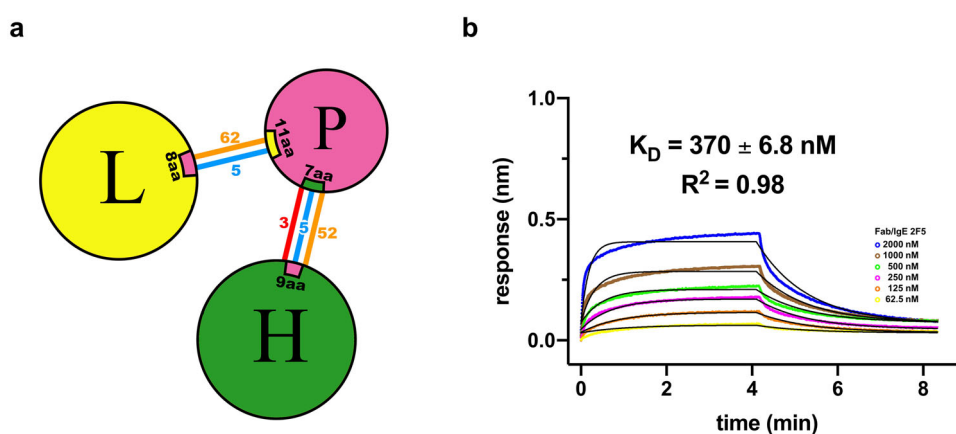 a
L
8aa
62
5
11aa
P
7aa
3
5
52
9aa
H
b
response (nm)
1.0
0.5
0.0
K_D = 370 ± 6.8 nM
R² = 0.98
Fab/IgE 2F5
2000 nM
1000 nM
500 nM
250 nM
125 nM
62.5 nM
0 2 4 6 8
time (min)